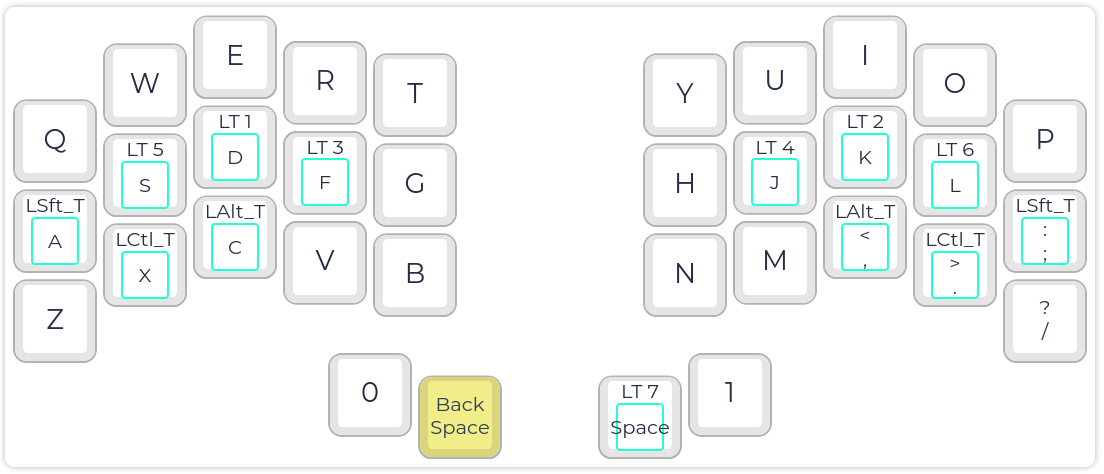 Q
W
E
R
T
Y
U
I
O
P
LSft_T
A
LT 5
S
LT 1
D
LT 3
F
G
H
LT 4
J
LT 2
K
LT 6
L
LSft_T
:
;
Z
LCtl_T
X
LAlt_T
C
V
B
N
M
LAlt_T
<
,
LCtl_T
>
.
?
/
0
Back
Space
LT 7
Space
1